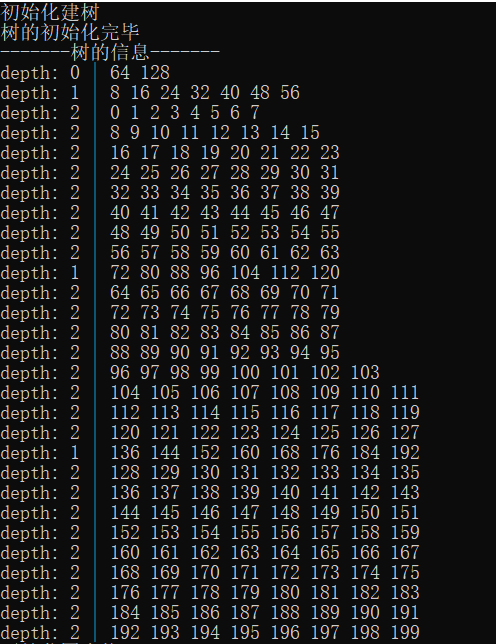 初始化建树
树的初始化完毕
-------树的信息-------
depth: 0 | 64 128
depth: 1 | 8 16 24 32 40 48 56
depth: 2 | 0 1 2 3 4 5 6 7
depth: 2 | 8 9 10 11 12 13 14 15
depth: 2 | 16 17 18 19 20 21 22 23
depth: 2 | 24 25 26 27 28 29 30 31
depth: 2 | 32 33 34 35 36 37 38 39
depth: 2 | 40 41 42 43 44 45 46 47
depth: 2 | 48 49 50 51 52 53 54 55
depth: 2 | 56 57 58 59 60 61 62 63
depth: 1 | 72 80 88 96 104 112 120
depth: 2 | 64 65 66 67 68 69 70 71
depth: 2 | 72 73 74 75 76 77 78 79
depth: 2 | 80 81 82 83 84 85 86 87
depth: 2 | 88 89 90 91 92 93 94 95
depth: 2 | 96 97 98 99 100 101 102 103
depth: 2 | 104 105 106 107 108 109 110 111
depth: 2 | 112 113 114 115 116 117 118 119
depth: 2 | 120 121 122 123 124 125 126 127
depth: 1 | 136 144 152 160 168 176 184 192
depth: 2 | 128 129 130 131 132 133 134 135
depth: 2 | 136 137 138 139 140 141 142 143
depth: 2 | 144 145 146 147 148 149 150 151
depth: 2 | 152 153 154 155 156 157 158 159
depth: 2 | 160 161 162 163 164 165 166 167
depth: 2 | 168 169 170 171 172 173 174 175
depth: 2 | 176 177 178 179 180 181 182 183
depth: 2 | 184 185 186 187 188 189 190 191
depth: 2 | 192 193 194 195 196 197 198 199